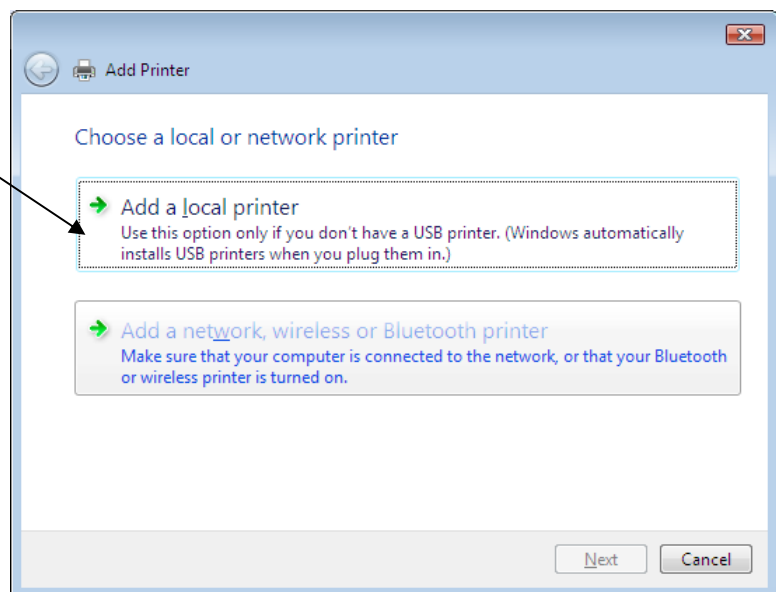 Add Printer
Choose a local or network printer
Add a local printer
Use this option only if you don't have a USB printer. (Windows automatically
installs USB printers when you plug them in.)
Add a network, wireless or Bluetooth printer
Make sure that your computer is connected to the network, or that your Bluetooth
or wireless printer is turned on.
Next
Cancel